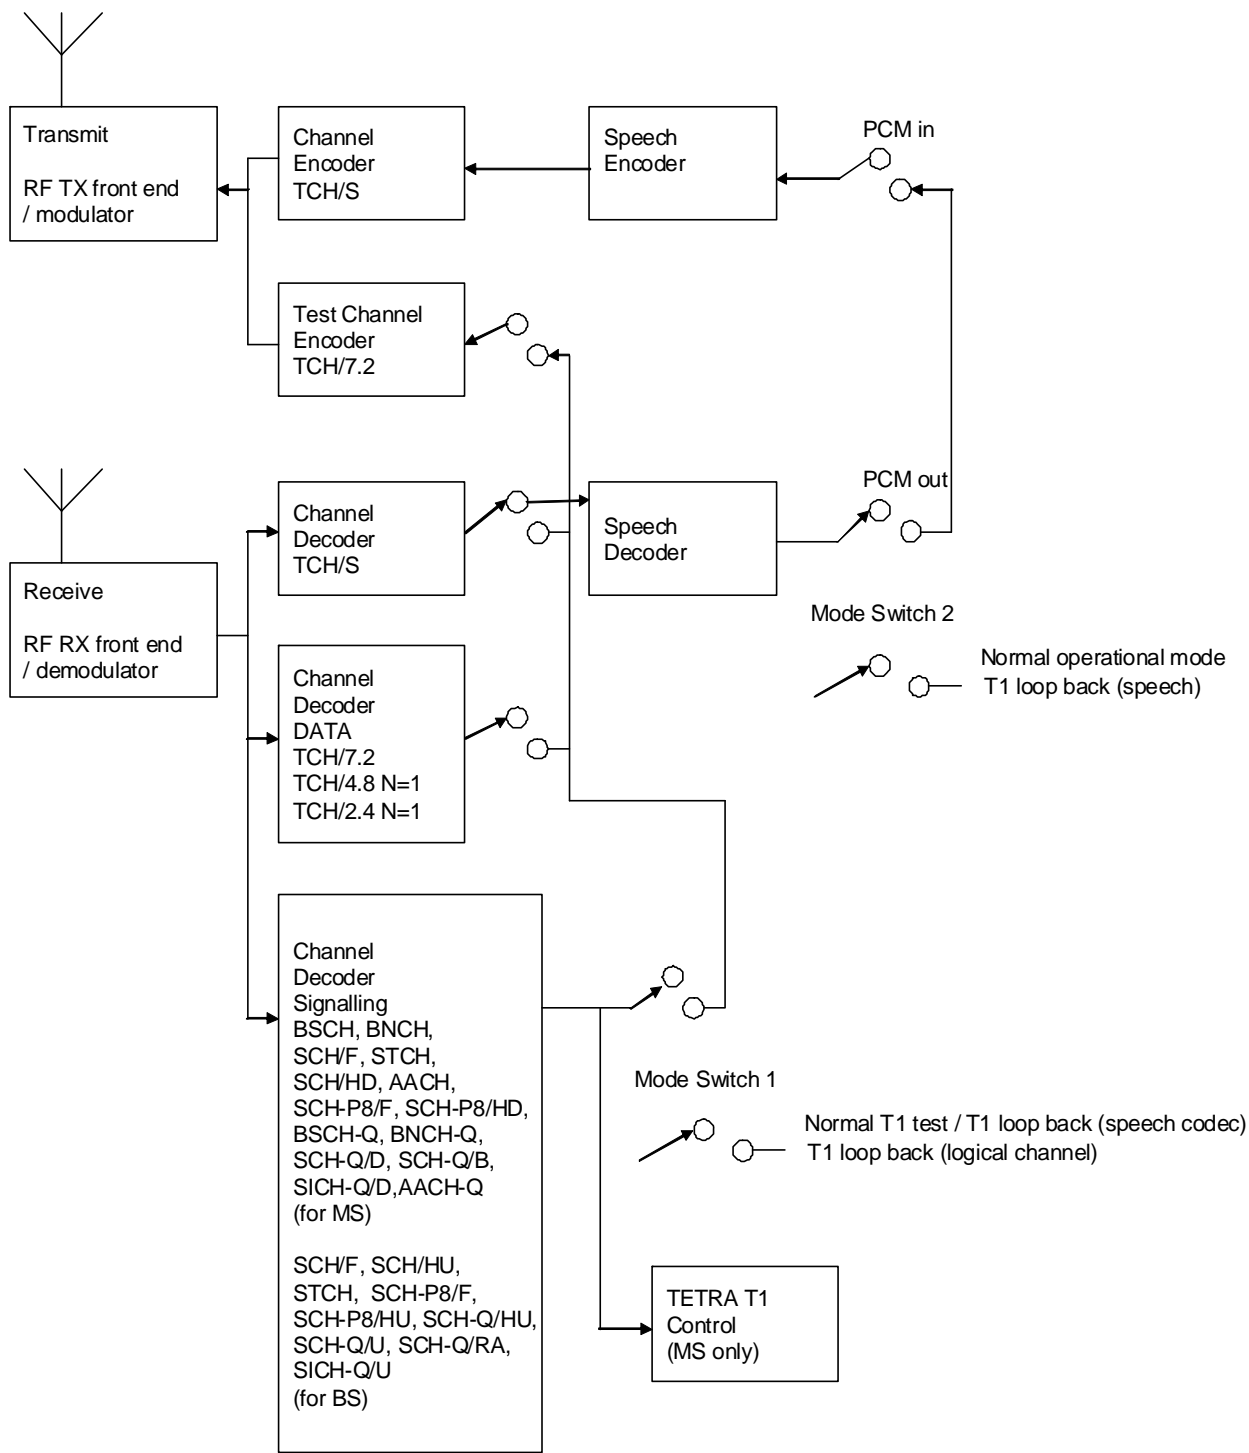 Transmit
RF TX front end
/ modulator
Channel
Encoder
TCH/S
Speech
Encoder
PCM in
Test Channel
Encoder
TCH/7.2
Receive
RF RX front end
/ demodulator
Channel
Decoder
TCH/S
Speech
Decoder
PCM out
Mode Switch 2
Normal operational mode
T1 loop back (speech)
Channel
Decoder
DATA
TCH/7.2
TCH/4.8 N=1
TCH/2.4 N=1
Channel
Decoder
Signalling
BSCH, BNCH,
SCH/F, STCH,
SCH/HD, AACH,
SCH-P8/F, SCH-P8/HD,
BSCH-Q, BNCH-Q,
SCH-Q/D, SCH-Q/B,
SICH-Q/D,AACH-Q
(for MS)
SCH/F, SCH/HU,
STCH, SCH-P8/F,
SCH-P8/HU, SCH-Q/HU,
SCH-Q/U, SCH-Q/RA,
SICH-Q/U
(for BS)
Mode Switch 1
Normal T1 test / T1 loop back (speech codec)
T1 loop back (logical channel)
TETRA T1
Control
(MS only)